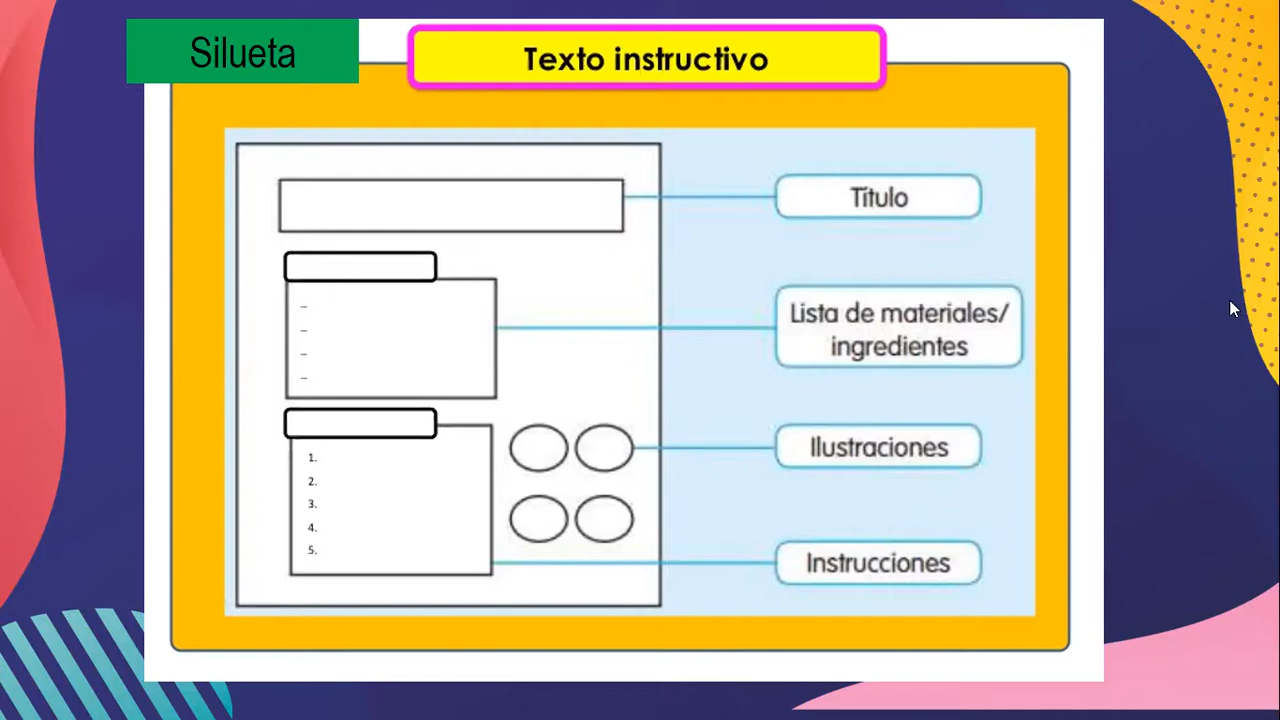 Silueta
Texto instructivo
Título
Lista de materiales/
ingredientes
–
–
–
–
Ilustraciones
1.
2.
3.
4.
5.
Instrucciones